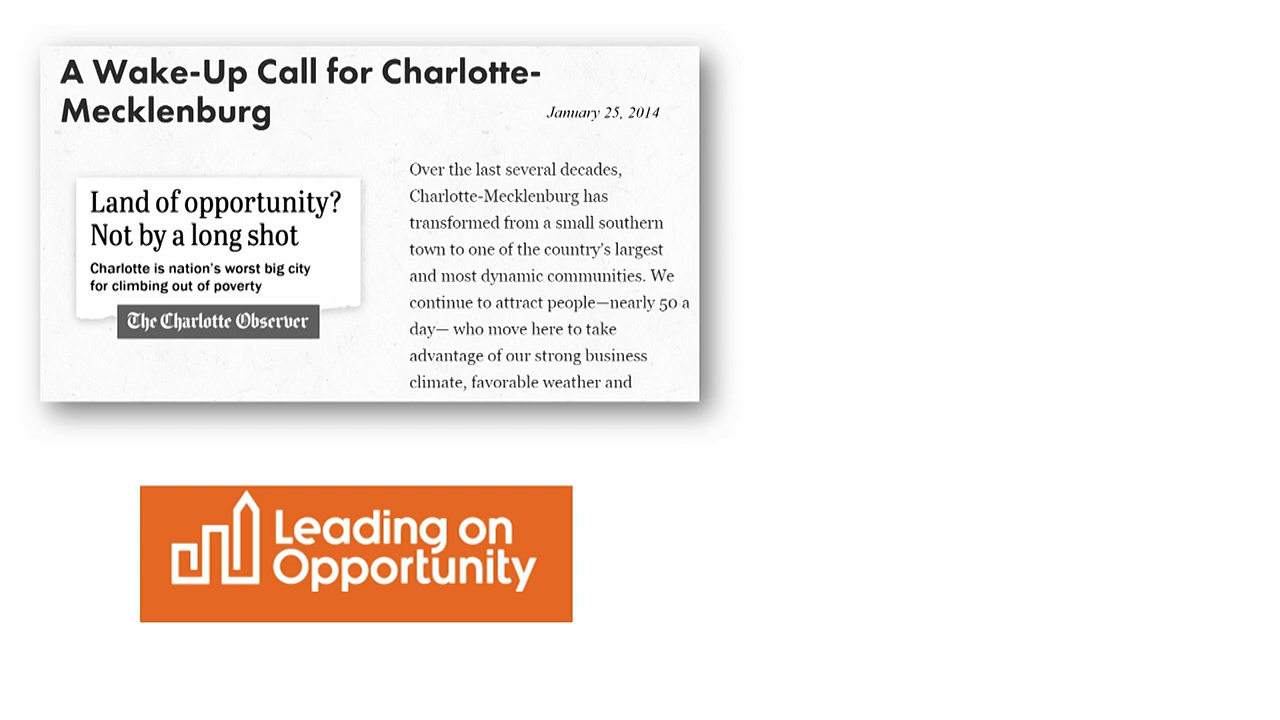 A Wake-Up Call for Charlotte-
Mecklenburg
January 25, 2014
Land of opportunity?
Not by a long shot
Charlotte is nation's worst big city
for climbing out of poverty
The Charlotte Observer
Over the last several decades,
Charlotte-Mecklenburg has
transformed from a small southern
town to one of the country's largest
and most dynamic communities. We
continue to attract people—nearly 50 a
day— who move here to take
advantage of our strong business
climate, favorable weather and
Leading on
Opportunity